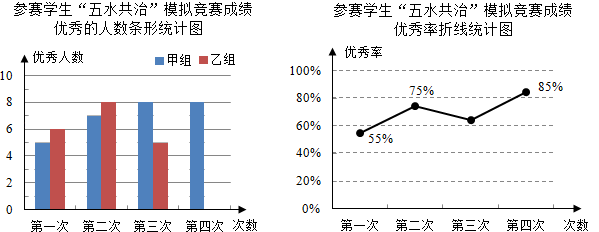 参赛学生“五水共治”模拟竞赛成绩
优秀的人数条形统计图
优秀人数
甲组
乙组
10
8
6
4
2
0
第一次
第二次
第三次
第四次
次数
参赛学生“五水共治”模拟竞赛成绩
优秀率折线统计图
优秀率
100%
80%
60%
40%
20%
0%
55%
75%
85%
第一次
第二次
第三次
第四次
次数